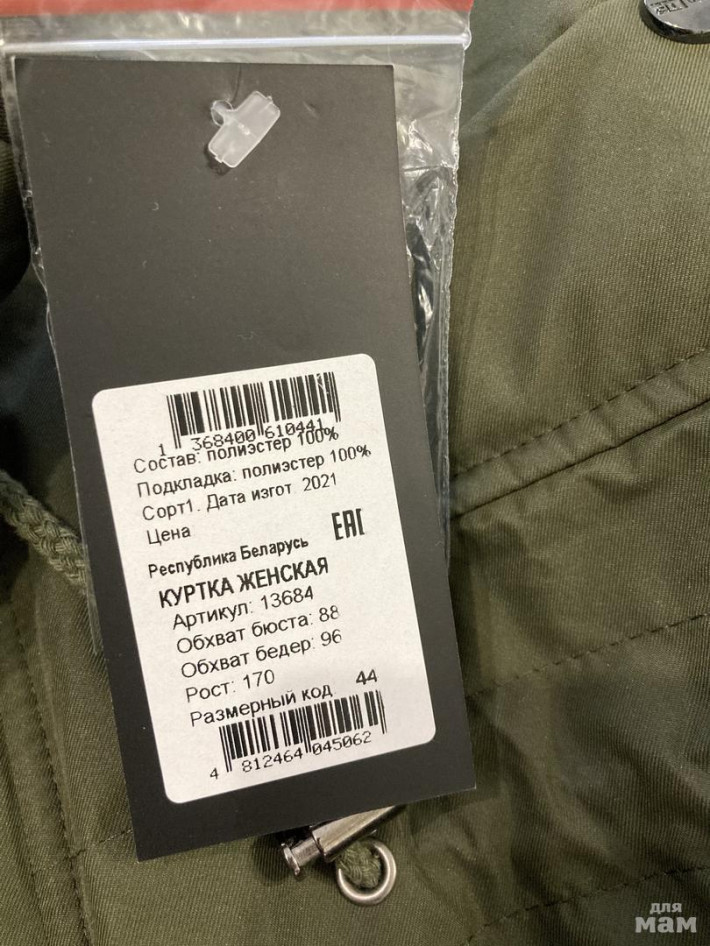 1 368400 610441
Состав: полиэстер 100%
Подкладка: полиэстер 100%
Сорт1. Дата изгот. 2021
Цена
EAC
Республика Беларусь
КУРТКА ЖЕНСКАЯ
Артикул: 13684
Обхват бюста: 88
Обхват бедер: 96
Рост: 170
Размерный код 44
4 812464 045062
для
мам